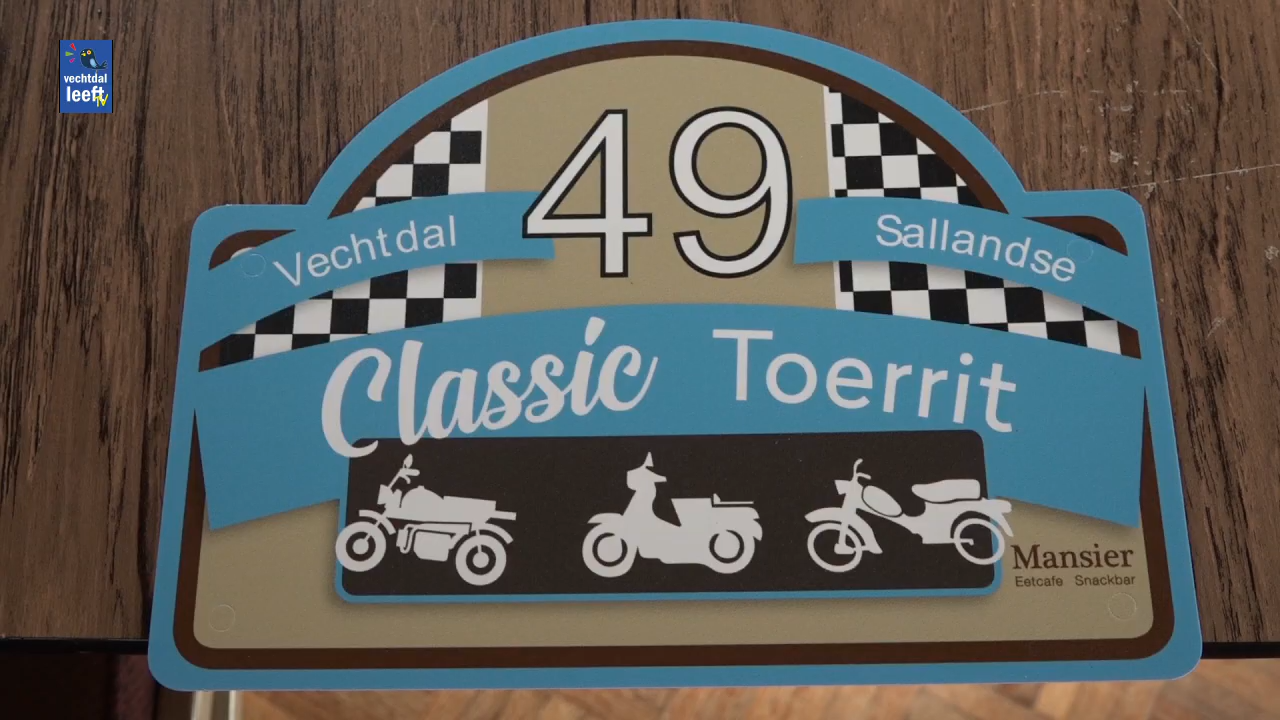 vechtdal
leeft
TV
49
Vechtdal
Sallandse
Classic Toerrit
Mansier
Eetcafe Snackbar